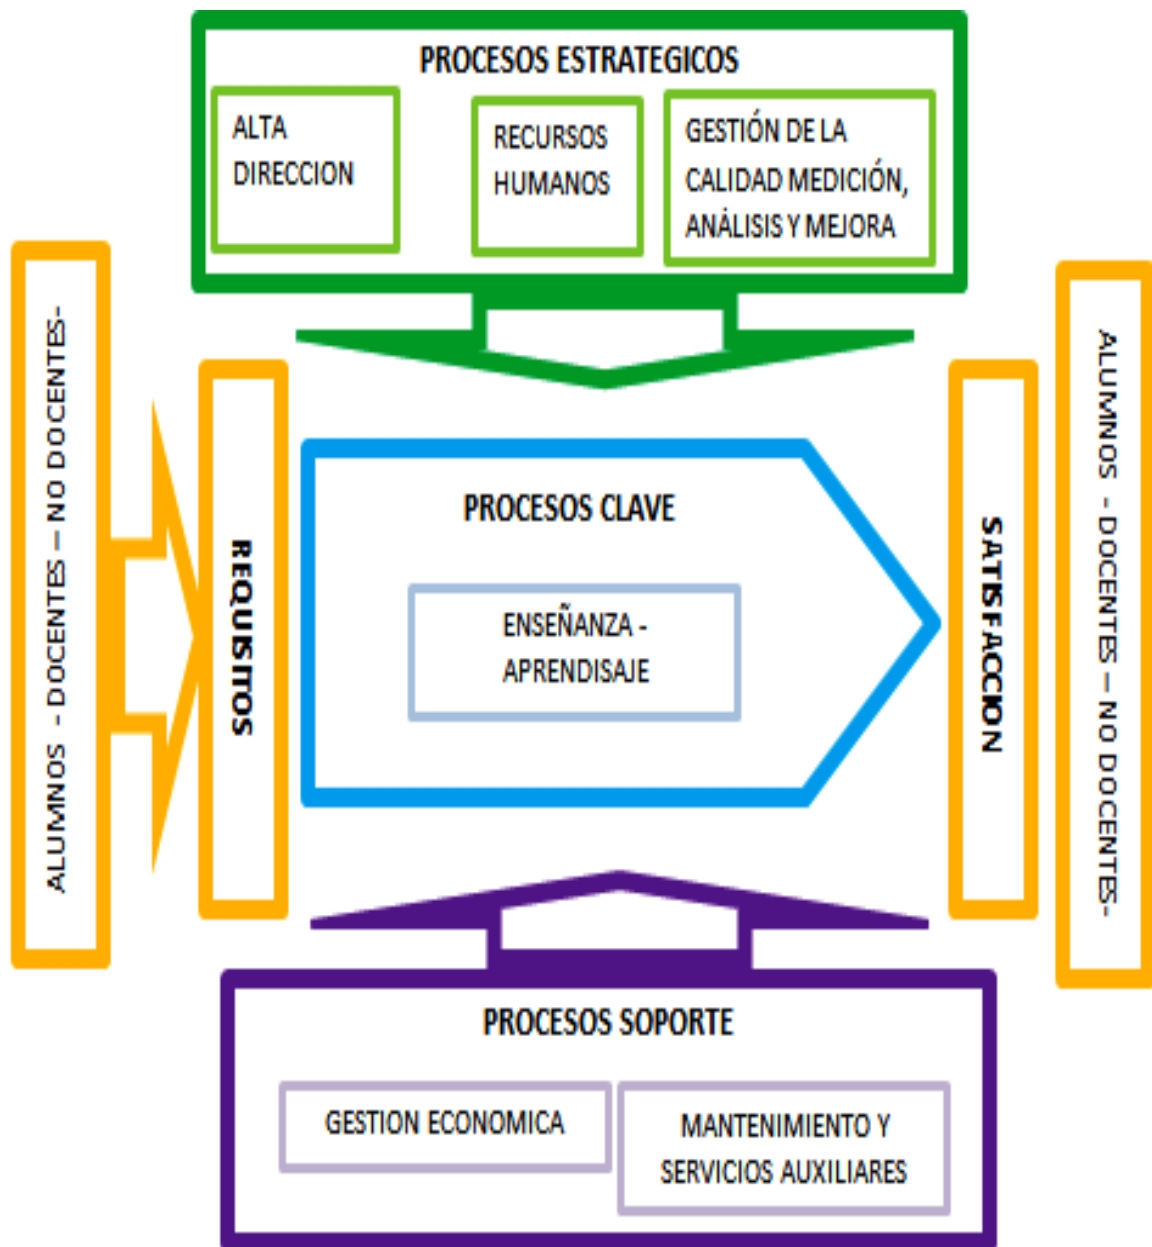 PROCESOS ESTRATEGICOS
ALTA
DIRECCION
RECURSOS
HUMANOS
GESTIÓN DE LA
CALIDAD MEDICIÓN,
ANÁLISIS Y MEJORA
ALUMNOS - DOCENTES – NO DOCENTES-
REQUISITOS
PROCESOS CLAVE
ENSEÑANZA -
APRENDISAJE
SATISFACCION
ALUMNOS - DOCENTES – NO DOCENTES-
PROCESOS SOPORTE
GESTION ECONOMICA
MANTENIMIENTO Y
SERVICIOS AUXILIARES